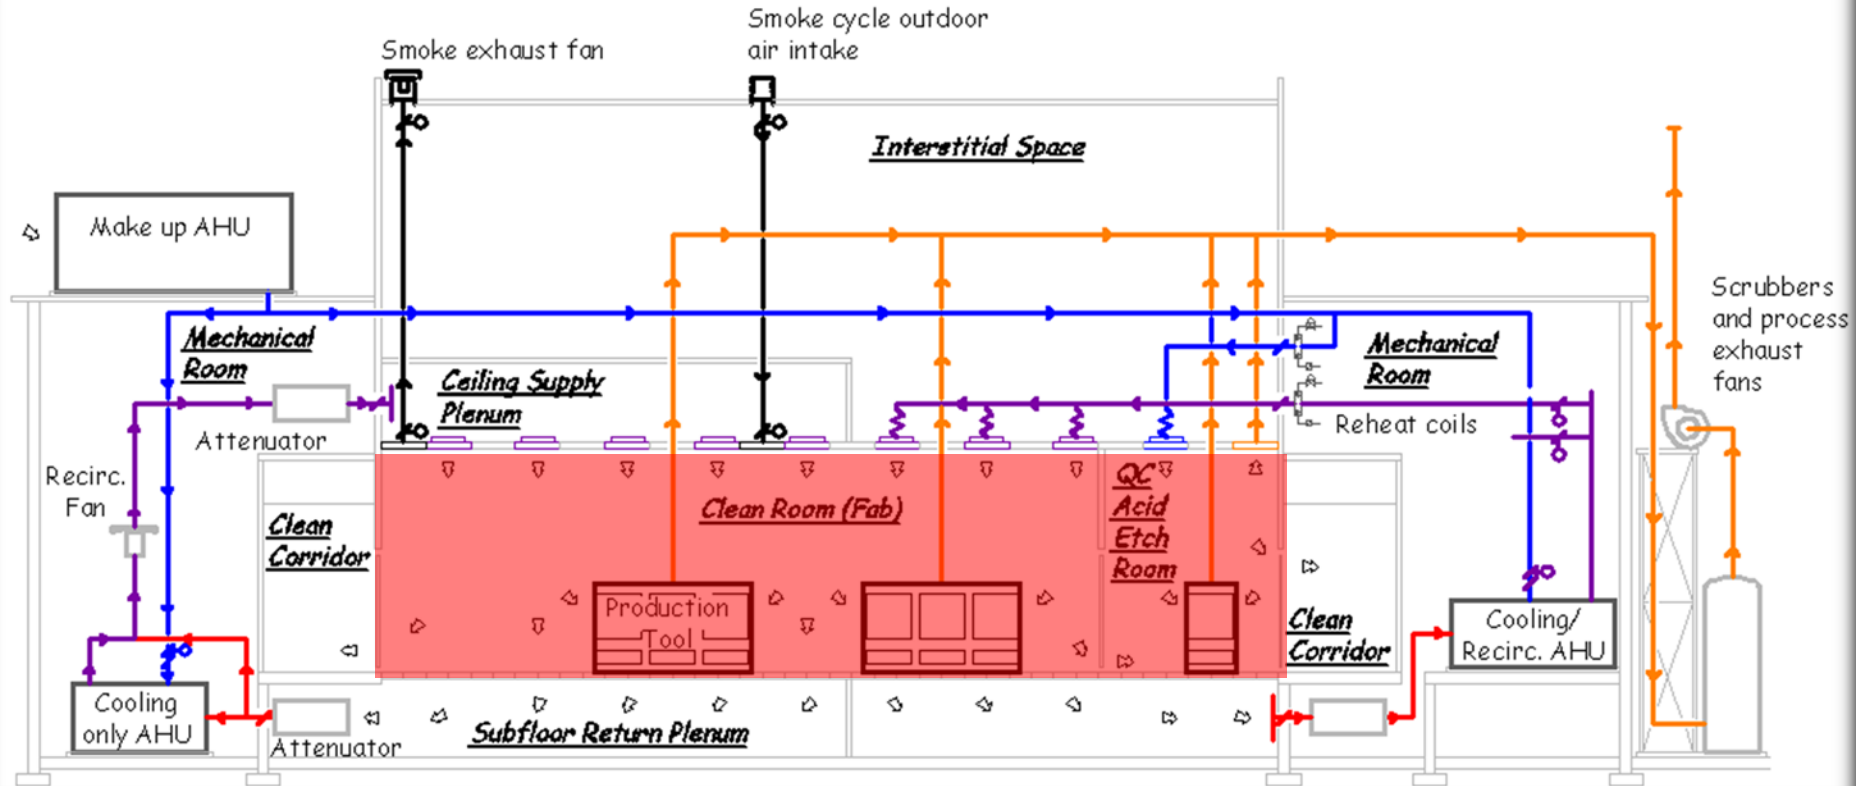 Smoke exhaust fan
Smoke cycle outdoor
air intake
Interstitial Space
Make up AHU
Mechanical
Room
Ceiling Supply
Plenum
Attenuator
Recirc.
Fan
Clean
Corridor
Clean Room (Fab)
QC
Acid
Etch
Room
Mechanical
Room
Reheat coils
Scrubbers
and process
exhaust
fans
Production
Tool
Clean
Corridor
Cooling/
Recirc. AHU
Cooling
only AHU
Attenuator
Subfloor Return Plenum